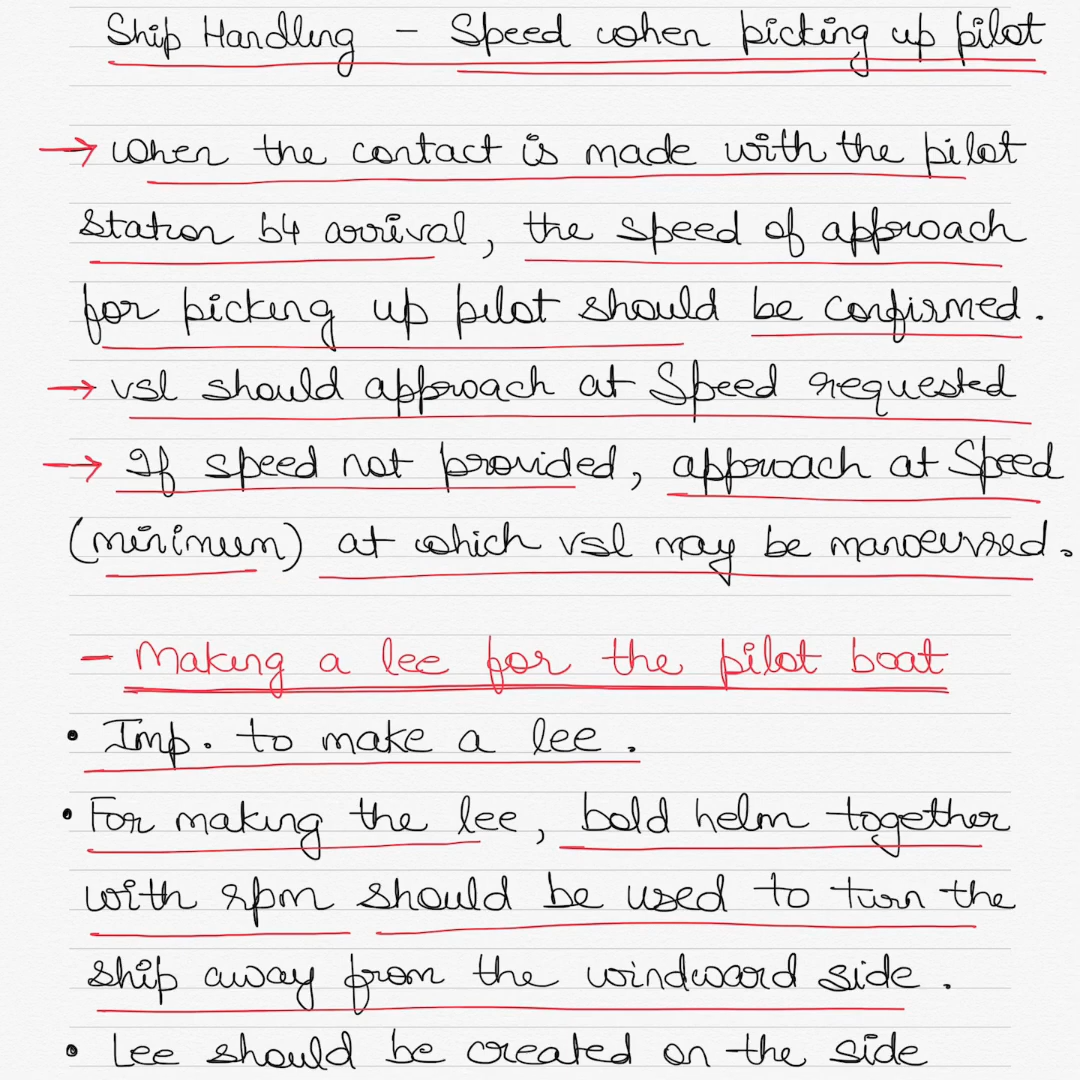 Ship Handling - Speed when picking up pilot
→ when the contact is made with the pilot
station b4 arrival, the speed of approach
for picking up pilot should be confirmed.
→ vsl should approach at speed requested
→ If speed not provided, approach at Speed
(minimum) at which vsl may be manoeuvred.
- Making a lee for the pilot boat
• Imp. to make a lee.
• For making the lee, bold helm together
with rpm should be used to turn the
ship away from the windward side.
• Lee should be created on the side